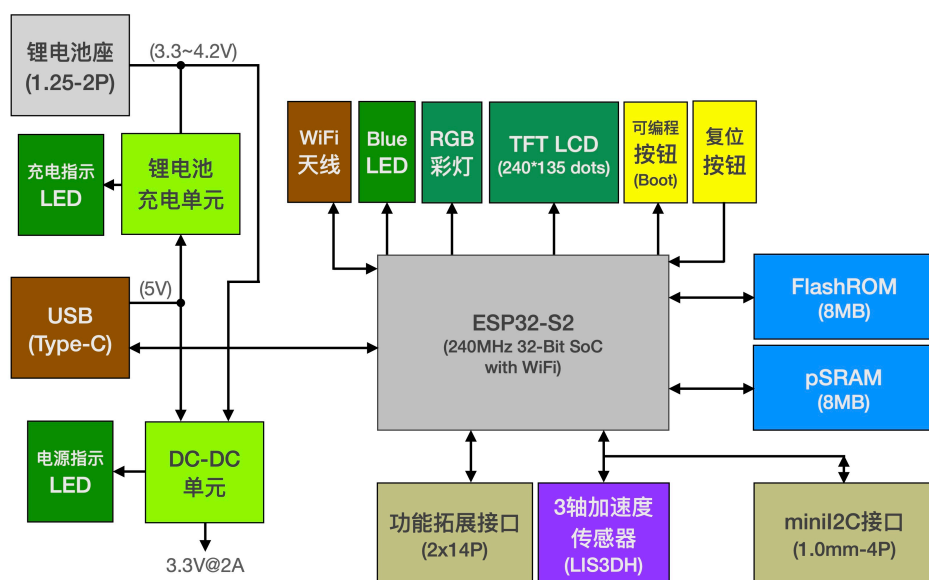 锂电池座
(1.25-2P)
(3.3~4.2V)
充电指示
LED
锂电池
充电单元
USB
(Type-C)
(5V)
电源指示
LED
DC-DC
单元
3.3V@2A
WiFi
天线
Blue
LED
RGB
彩灯
TFT LCD
(240*135 dots)
可编程
按钮
(Boot)
复位
按钮
ESP32-S2
(240MHz 32-Bit SoC
with WiFi)
FlashROM
(8MB)
pSRAM
(8MB)
功能拓展接口
(2x14P)
3轴加速度
传感器
(LIS3DH)
miniI2C接口
(1.0mm-4P)